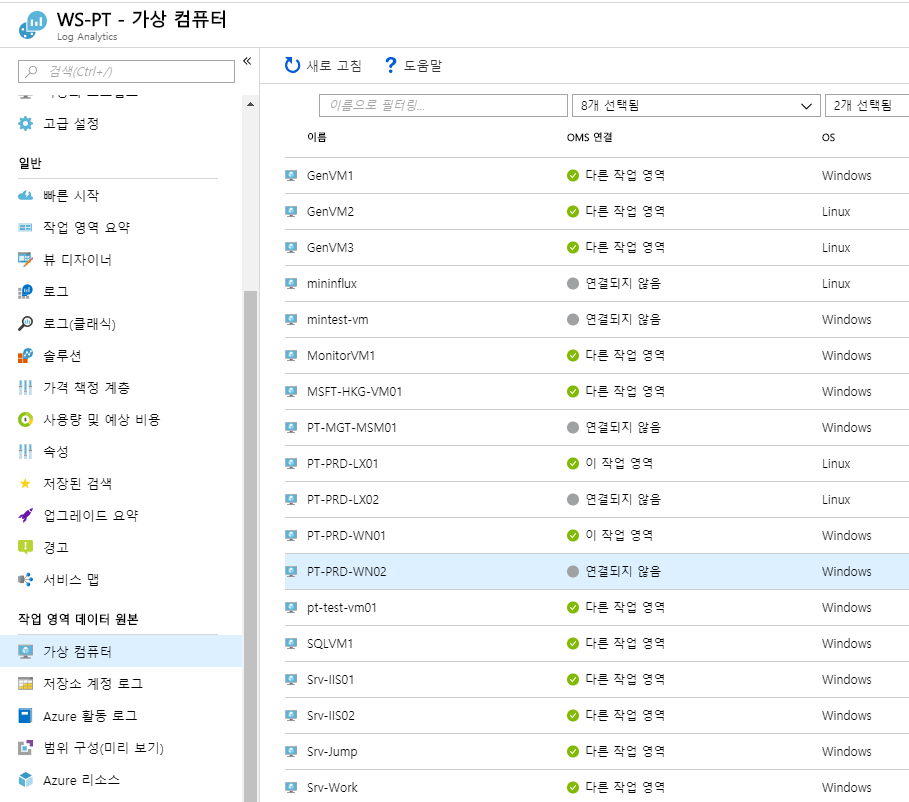 WS-PT - 가상 컴퓨터
Log Analytics
검색(Ctrl+/)
고급 설정
일반
빠른 시작
작업 영역 요약
뷰 디자이너
로그
로그(클래식)
솔루션
가격 책정 계층
사용량 및 예상 비용
속성
저장된 검색
업그레이드 요약
경고
서비스 맵
작업 영역 데이터 원본
가상 컴퓨터
저장소 계정 로그
Azure 활동 로그
범위 구성(미리 보기)
Azure 리소스
새로 고침 도움말
이름으로 필터링... 8개 선택됨 2개 선택됨
이름 OMS 연결 OS
GenVM1 다른 작업 영역 Windows
GenVM2 다른 작업 영역 Linux
GenVM3 다른 작업 영역 Linux
mininflux 연결되지 않음 Linux
mintest-vm 연결되지 않음 Windows
MonitorVM1 다른 작업 영역 Windows
MSFT-HKG-VM01 다른 작업 영역 Windows
PT-MGT-MSM01 연결되지 않음 Windows
PT-PRD-LX01 이 작업 영역 Linux
PT-PRD-LX02 연결되지 않음 Linux
PT-PRD-WN01 이 작업 영역 Windows
PT-PRD-WN02 연결되지 않음 Windows
pt-test-vm01 다른 작업 영역 Windows
SQLVM1 다른 작업 영역 Windows
Srv-IIS01 다른 작업 영역 Windows
Srv-IIS02 다른 작업 영역 Windows
Srv-Jump 다른 작업 영역 Windows
Srv-Work 다른 작업 영역 Windows